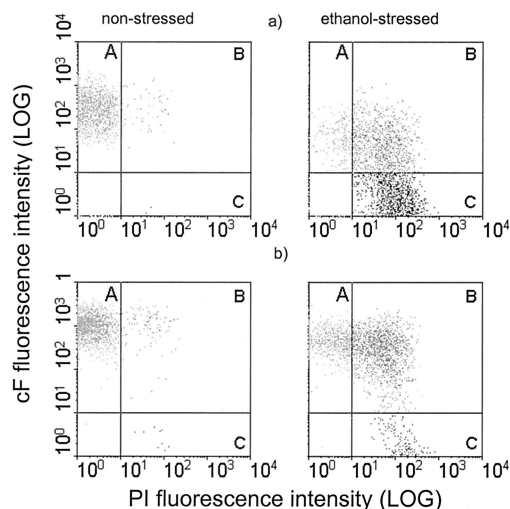 non-stressed a) ethanol-stressed
cF fluorescence intensity (LOG)
10⁴ A B A B
10³
10²
10¹
10⁰ C C
10⁰ 10¹ 10² 10³ 10⁴ 10⁰ 10¹ 10² 10³ 10⁴
b)
1 A B A B
10³
10²
10¹
10⁰ C C
10⁰ 10¹ 10² 10³ 10⁴ 10⁰ 10¹ 10² 10³ 10⁴
PI fluorescence intensity (LOG)